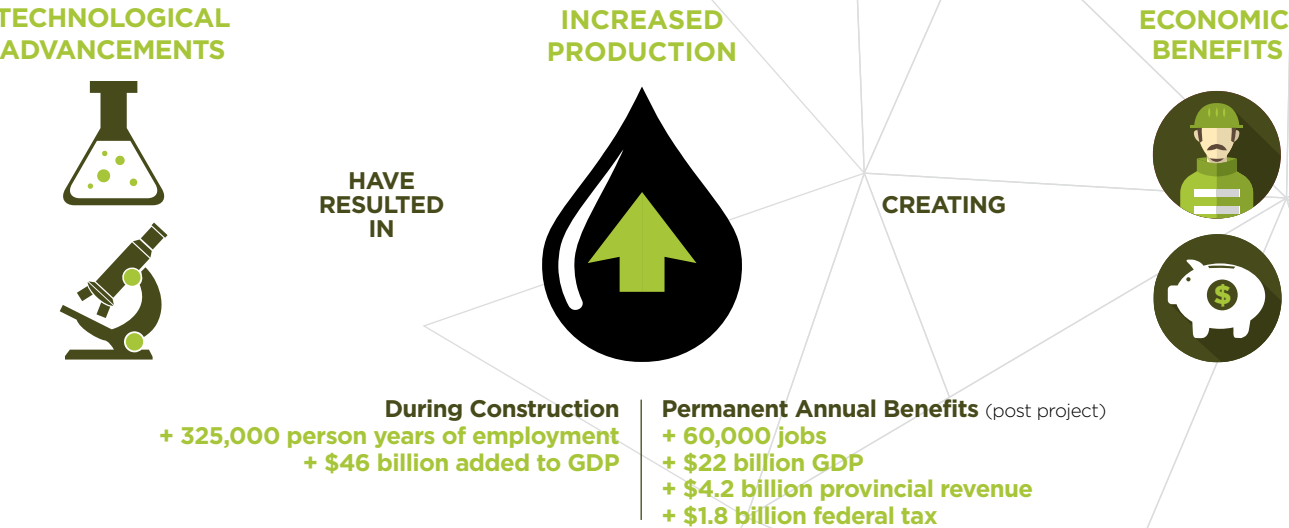 TECHNOLOGICAL
ADVANCEMENTS
HAVE
RESULTED
IN
INCREASED
PRODUCTION
CREATING
ECONOMIC
BENEFITS
$
During Construction
+ 325,000 person years of employment
+ $46 billion added to GDP
Permanent Annual Benefits (post project)
+ 60,000 jobs
+ $22 billion GDP
+ $4.2 billion provincial revenue
+ $1.8 billion federal tax